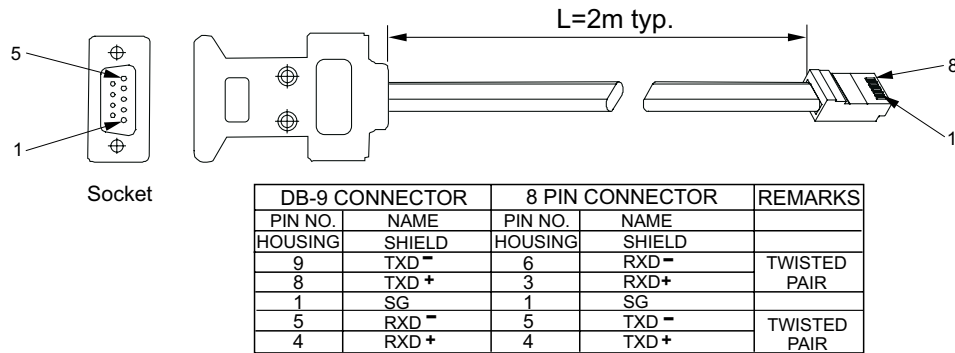 L=2m typ.
5
8
1
1
Socket
DB-9 CONNECTOR 8 PIN CONNECTOR REMARKS
PIN NO. NAME PIN NO. NAME
HOUSING SHIELD HOUSING SHIELD
9 TXD- 6 RXD- TWISTED PAIR
8 TXD+ 3 RXD+
1 SG 1 SG
5 RXD- 5 TXD- TWISTED PAIR
4 RXD+ 4 TXD+